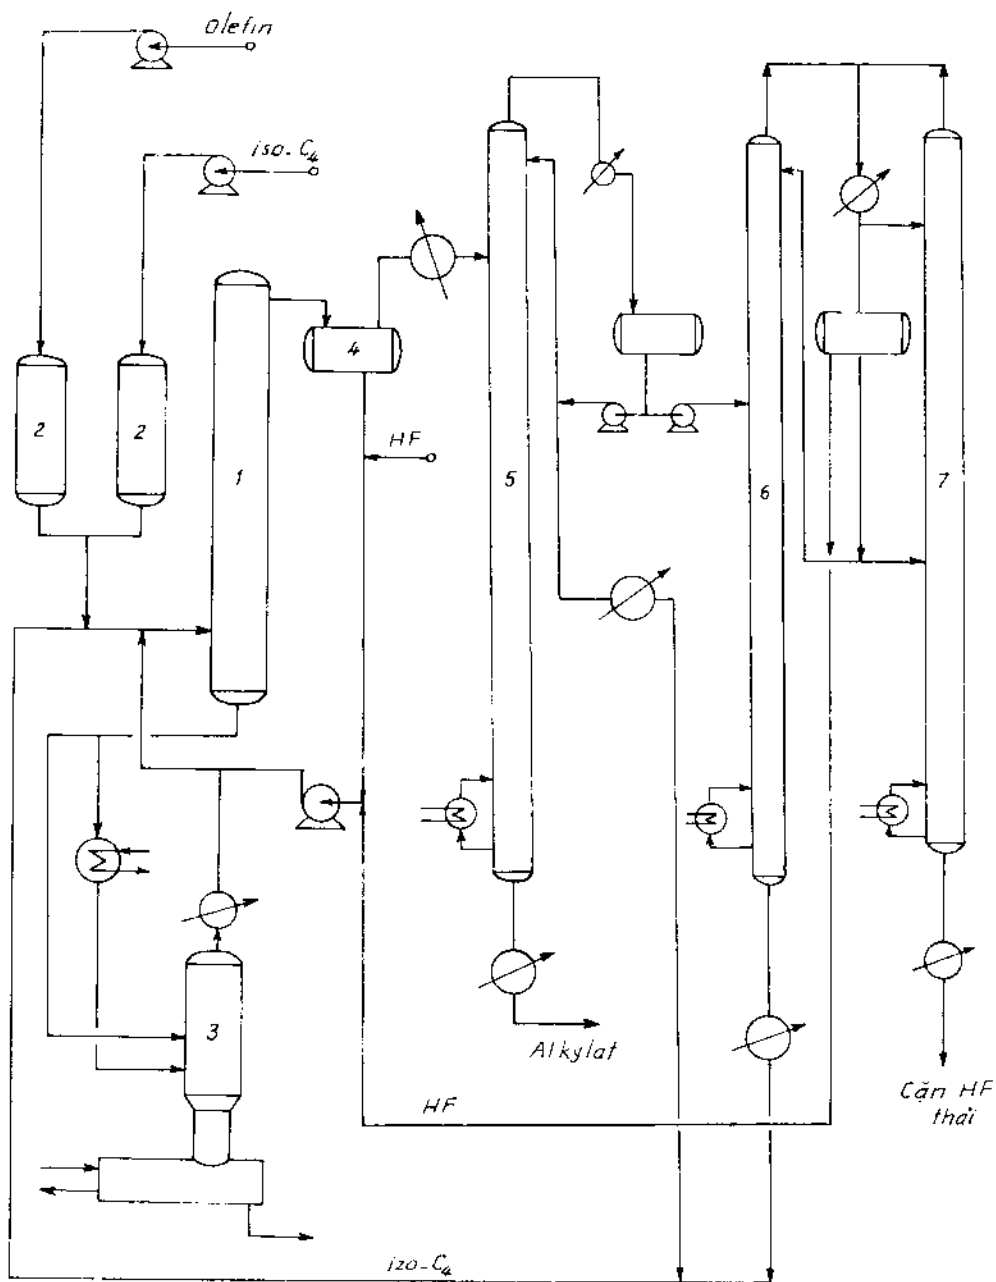 Olefin
iso-C₄
4
2
2
1
HF
5
6
7
3
Alkylat
HF
Cặn HF
thải
izo-C₄